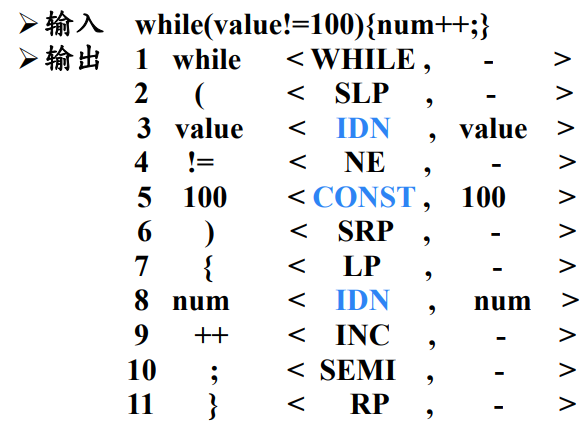 ➢输入 while(value!=100){num++;}
➢输出 1 while < WHILE , - >
2 ( < SLP , - >
3 value < IDN , value >
4 != < NE , - >
5 100 < CONST , 100 >
6 ) < SRP , - >
7 { < LP , - >
8 num < IDN , num >
9 ++ < INC , - >
10 ; < SEMI , - >
11 } < RP , - >